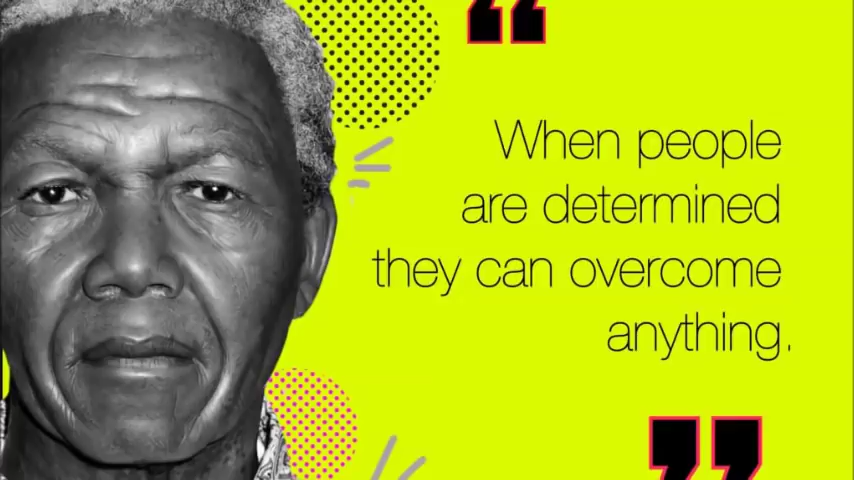 “
When people
are determined
they can overcome
anything.
”